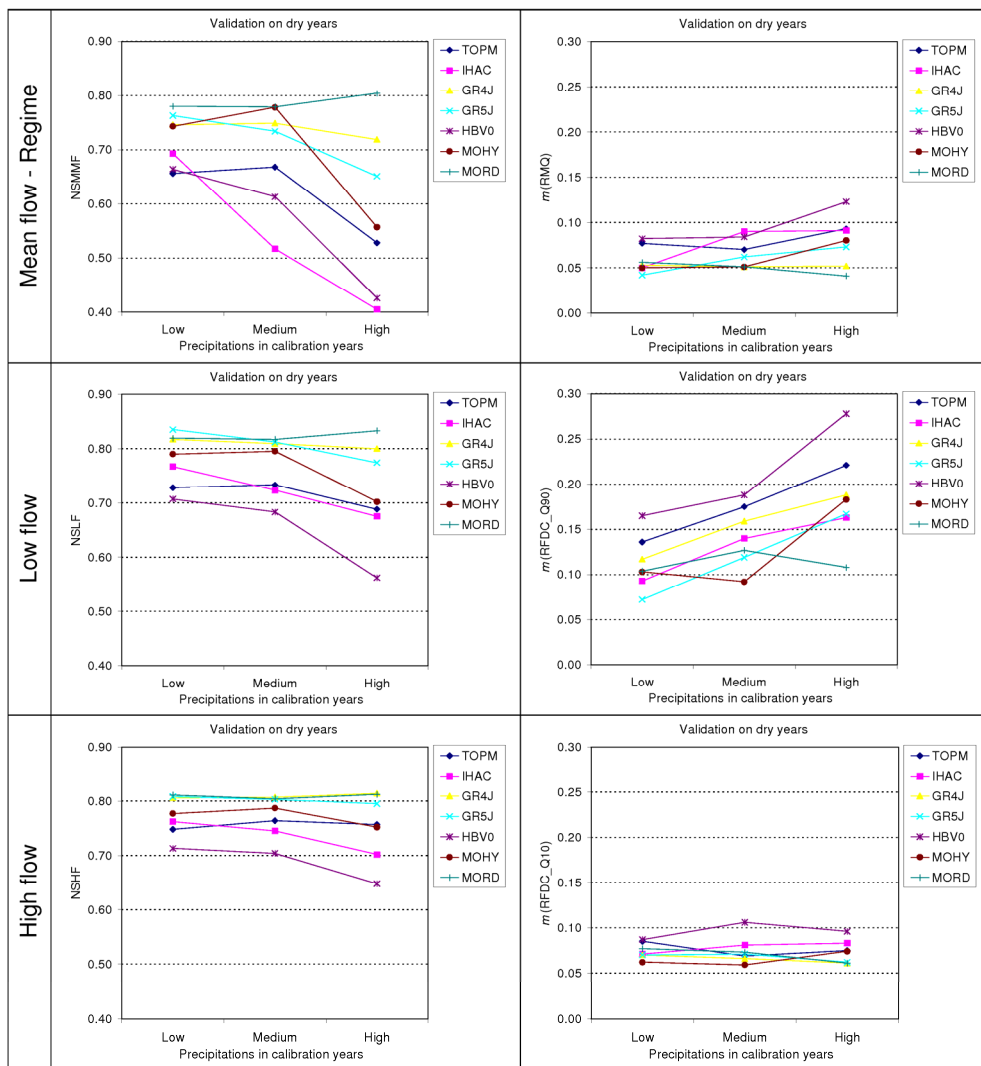 Mean flow - Regime
Validation on dry years
0.90
0.80
0.70
0.60
0.50
0.40
NSMMF
Low Medium High
Precipitations in calibration years
TOPM
IHAC
GR4J
GR5J
HBV0
MOHY
MORD
Validation on dry years
0.30
0.25
0.20
0.15
0.10
0.05
0.00
m(RMQ)
Low Medium High
Precipitations in calibration years
TOPM
IHAC
GR4J
GR5J
HBV0
MOHY
MORD
Low flow
Validation on dry years
0.90
0.80
0.70
0.60
0.50
0.40
NSLF
Low Medium High
Precipitations in calibration years
TOPM
IHAC
GR4J
GR5J
HBV0
MOHY
MORD
Validation on dry years
0.30
0.25
0.20
0.15
0.10
0.05
0.00
m(RFDC_Q90)
Low Medium High
Precipitations in calibration years
TOPM
IHAC
GR4J
GR5J
HBV0
MOHY
MORD
High flow
Validation on dry years
0.90
0.80
0.70
0.60
0.50
0.40
NSHF
Low Medium High
Precipitations in calibration years
TOPM
IHAC
GR4J
GR5J
HBV0
MOHY
MORD
Validation on dry years
0.30
0.25
0.20
0.15
0.10
0.05
0.00
m(RFDC_Q10)
Low Medium High
Precipitations in calibration years
TOPM
IHAC
GR4J
GR5J
HBV0
MOHY
MORD